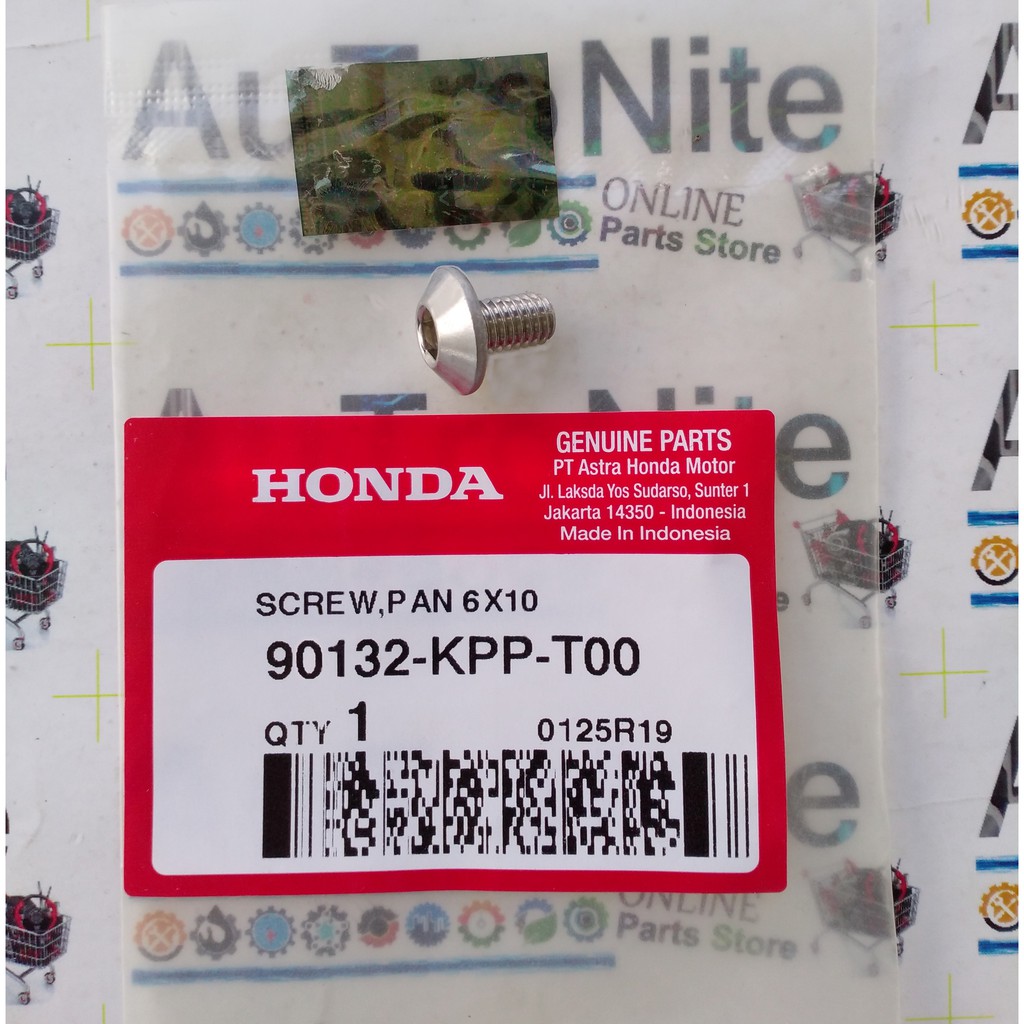 Nite
ONLINE
Parts Store
HONDA
GENUINE PARTS
PT Astra Honda Motor
Jl. Laksda Yos Sudarso, Sunter 1
Jakarta 14350 - Indonesia
Made In Indonesia
SCREW,PAN 6X10
90132-KPP-T00
QTY 1
0125R19
ONLINE
Parts Store